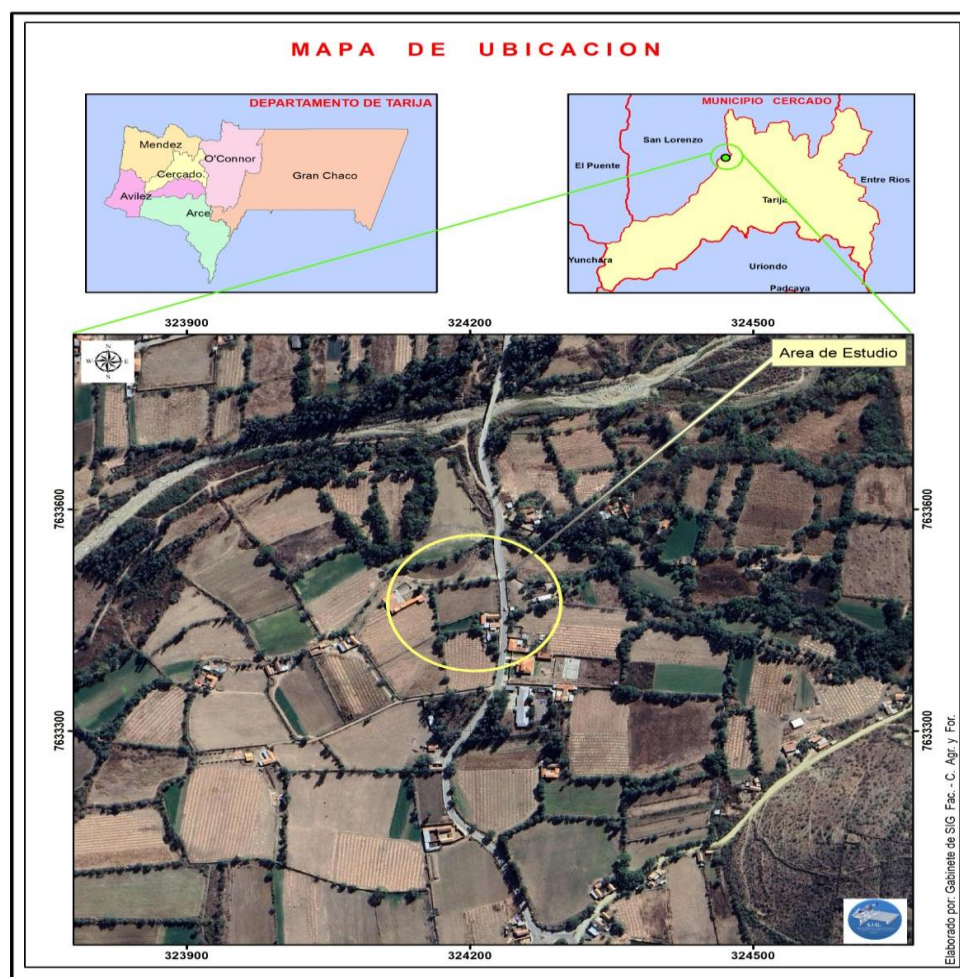 MAPA DE UBICACION
DEPARTAMENTO DE TARIJA
Mendez
O'Connor
Cercado
Gran Chaco
Avilez
Arce
MUNICIPIO CERCADO
San Lorenzo
El Puente
Entre Rios
Tarija
Yunchara
Uriondo
Padcaya
323900 324200 324500
N
W E
S
Area de Estudio
7633600 7633600
7633300 7633300
S.I.G.
323900 324200 324500
Elaborado por: Gabinete de SIG Fac. - C. Agr. y For.